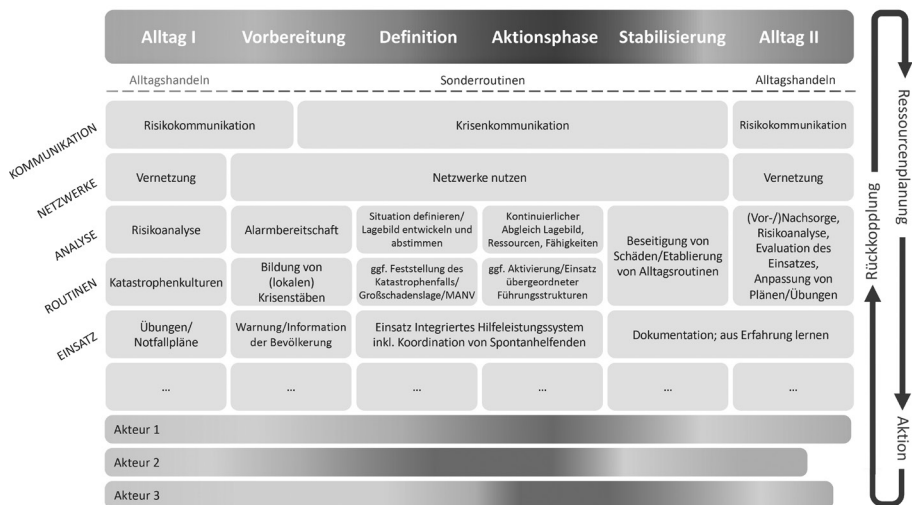 Alltag I
Vorbereitung
Definition
Aktionsphase
Stabilisierung
Alltag II
Alltagshandeln
Sonderroutinen
Alltagshandeln
KOMMUNIKATION
Risikokommunikation
Krisenkommunikation
Risikokommunikation
NETZWERKE
Vernetzung
Netzwerke nutzen
Vernetzung
ANALYSE
Risikoanalyse
Alarmbereitschaft
Situation definieren/
Lagebild entwickeln und
abstimmen
Kontinuierlicher
Abgleich Lagebild,
Ressourcen, Fähigkeiten
Beseitigung von
Schäden/Etablierung
von Alltagsroutinen
(Vor-/)Nachsorge,
Risikoanalyse,
Evaluation des
Einsatzes,
Anpassung von
Plänen/Übungen
ROUTINEN
Katastrophenkulturen
Bildung von
(lokalen)
Krisenstäben
ggf. Feststellung des
Katastrophenfalls/
Großschadenslage/MANV
ggf. Aktivierung/Einsatz
übergeordneter
Führungsstrukturen
EINSATZ
Übungen/
Notfallpläne
Warnung/Information
der Bevölkerung
Einsatz Integriertes Hilfeleistungssystem
inkl. Koordination von Spontanhelfenden
Dokumentation; aus Erfahrung lernen
...
...
...
...
...
...
Akteur 1
Akteur 2
Akteur 3
Rückkopplung
Ressourcenplanung
Aktion